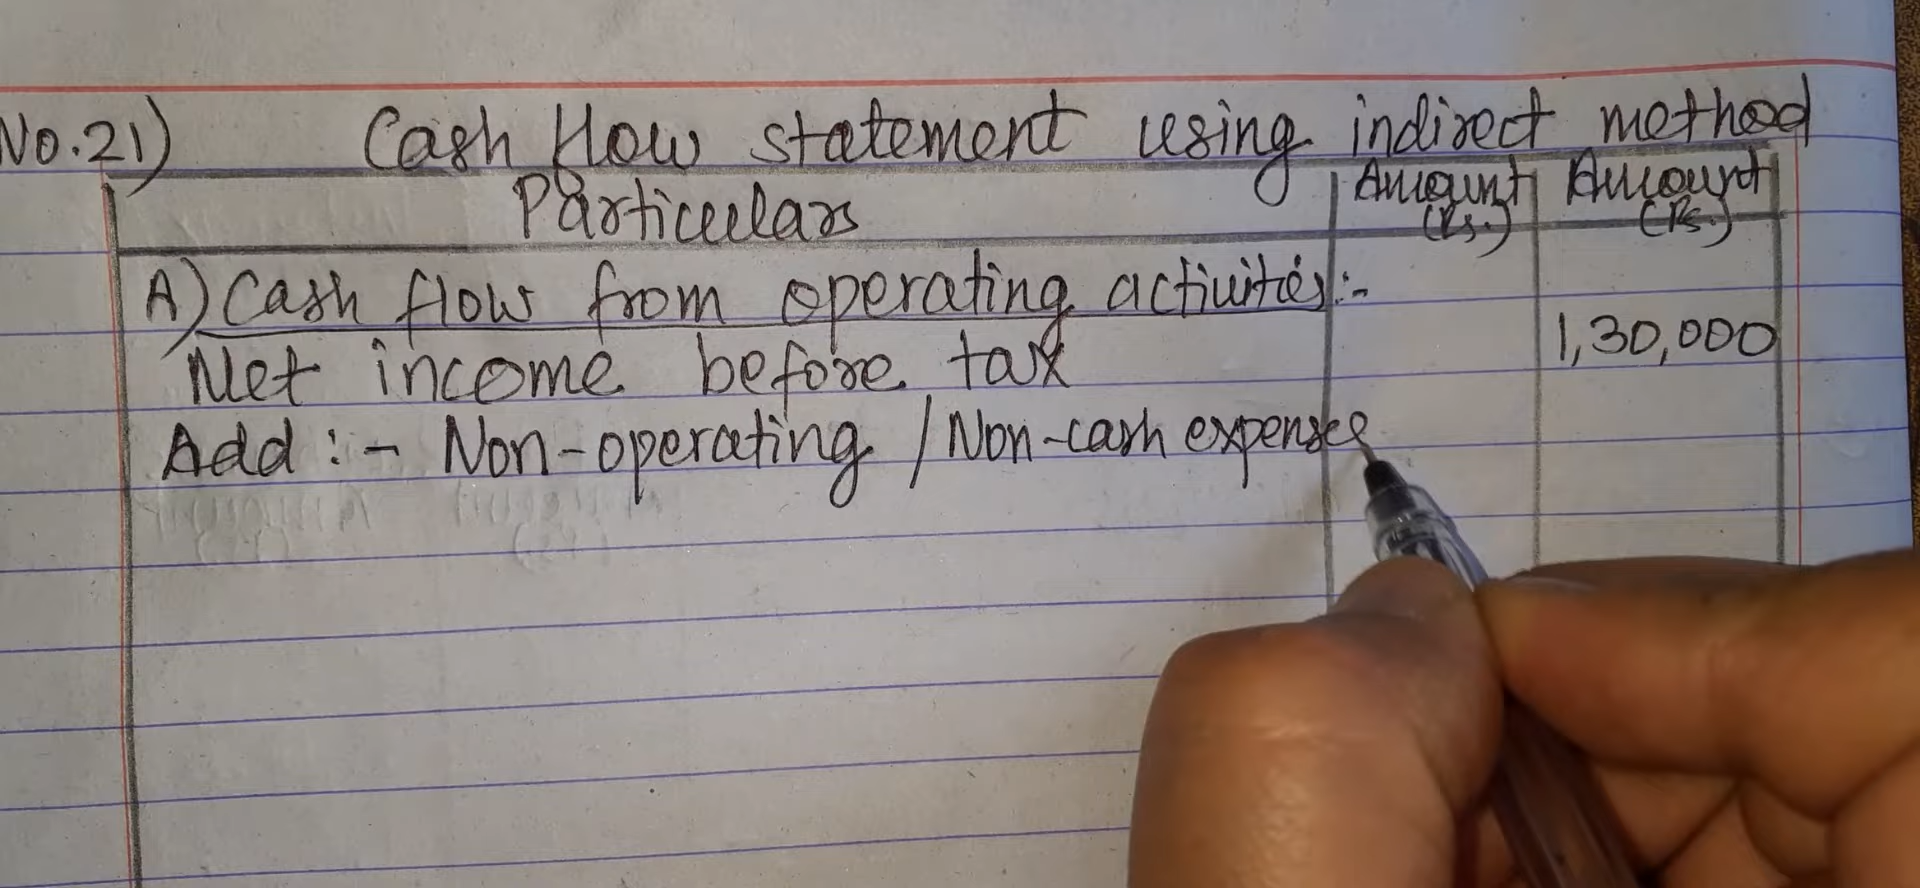 No.21) Cash flow statement using indirect method
Particulars Amount (Rs.) Amount (Rs.)
A) Cash flow from operating activities:-
Net income before tax 1,30,000
Add :- Non-operating / Non-cash expenses